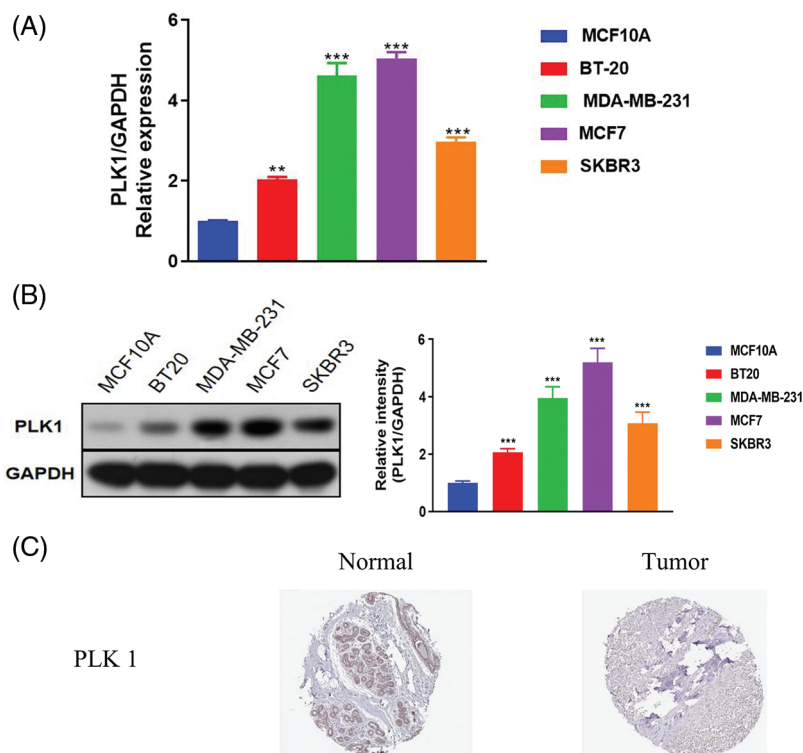 (A)
PLK1/GAPDH
Relative expression
6
4
2
0
**
***
***
***
MCF10A
BT-20
MDA-MB-231
MCF7
SKBR3
(B)
MCF10A
BT20
MDA-MB-231
MCF7
SKBR3
PLK1
GAPDH
Relative intensity
(PLK1/GAPDH)
6
4
2
0
***
***
***
***
MCF10A
BT20
MDA-MB-231
MCF7
SKBR3
(C)
Normal
Tumor
PLK 1